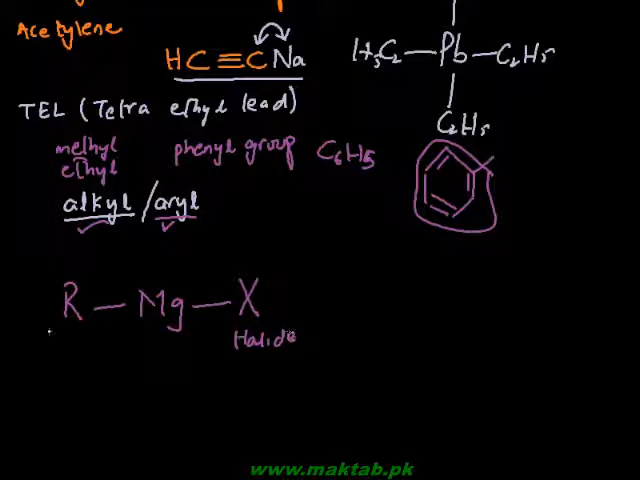 Acetylene
HC≡CNa
H₅C₂—Pb—C₂H₅
C₂H₅
TEL (Tetra ethyl lead)
methyl
ethyl
phenyl group C₆H₅
alkyl/aryl
R—Mg—X
Halide
www.maktab.pk